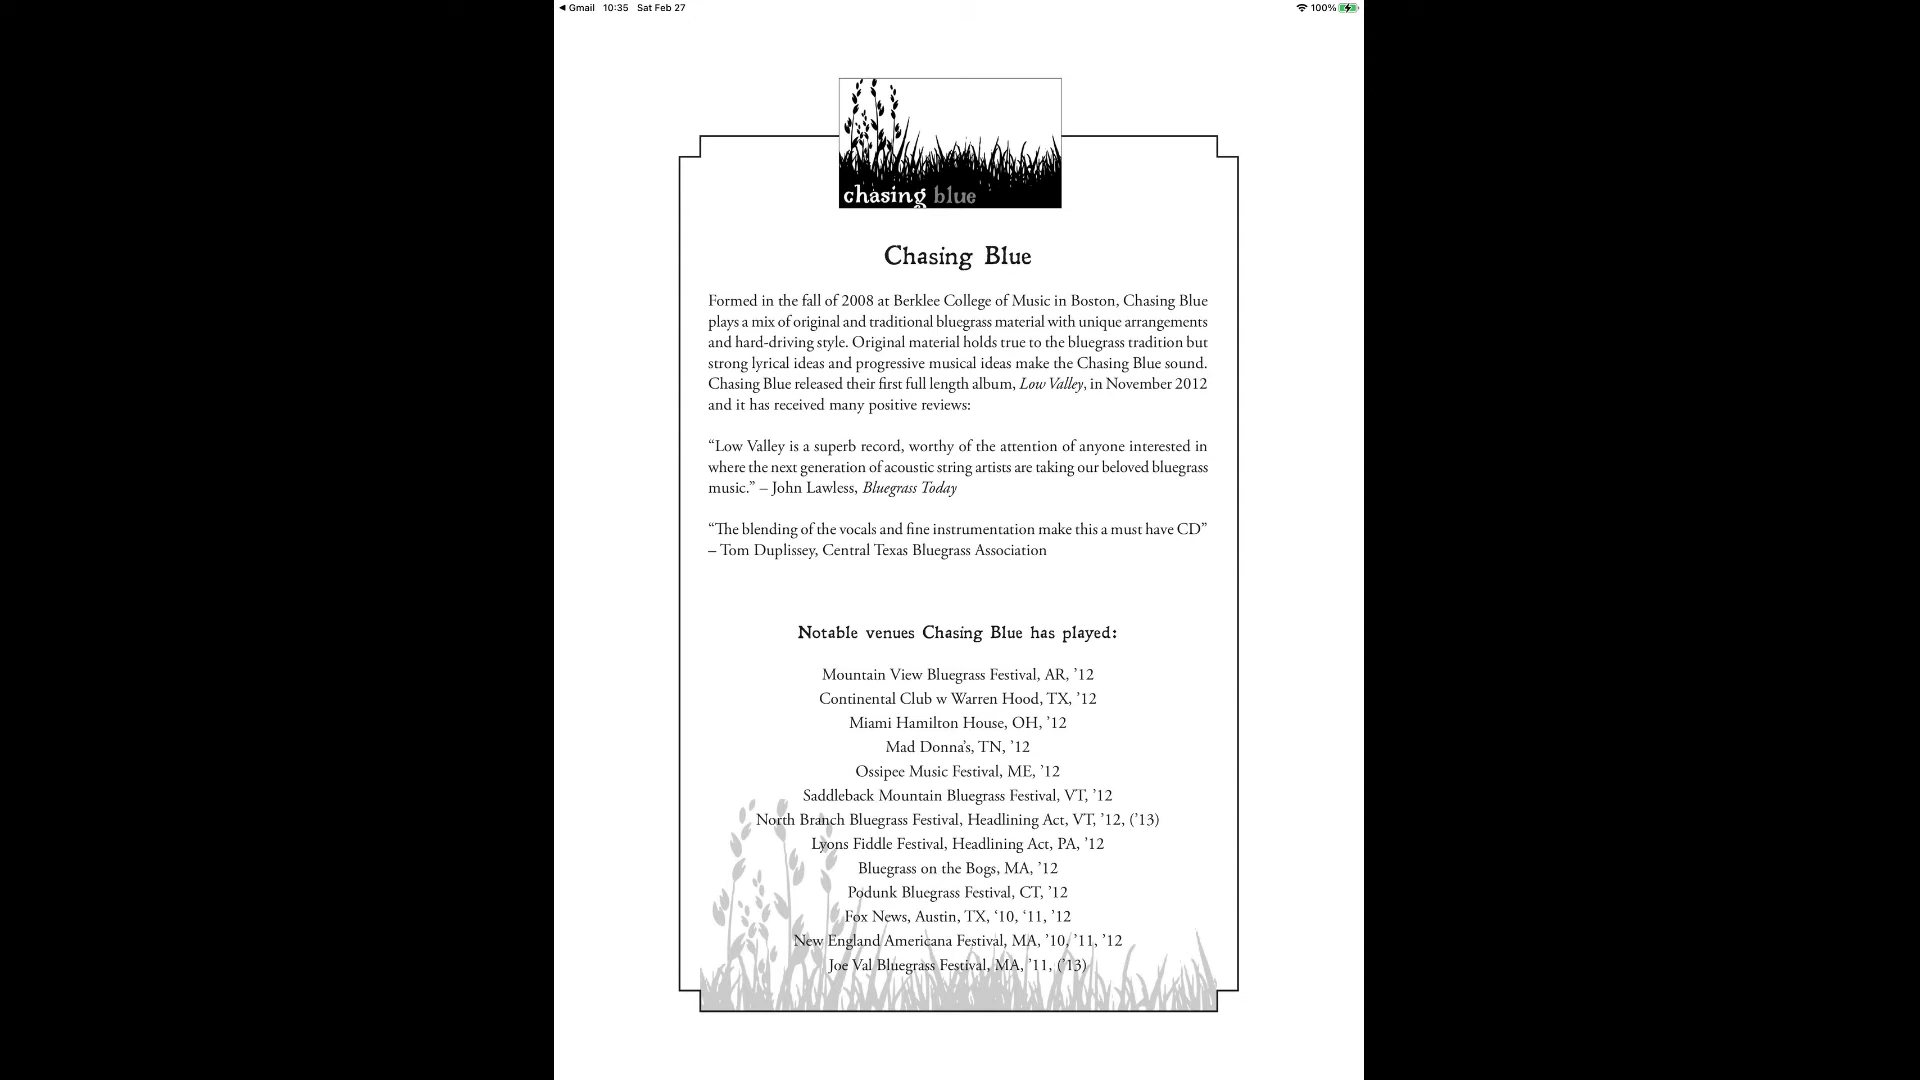 ◀ Gmail 10:35 Sat Feb 27 100%
chasing blue
Chasing Blue
Formed in the fall of 2008 at Berklee College of Music in Boston, Chasing Blue
plays a mix of original and traditional bluegrass material with unique arrangements
and hard-driving style. Original material holds true to the bluegrass tradition but
strong lyrical ideas and progressive musical ideas make the Chasing Blue sound.
Chasing Blue released their first full length album, Low Valley, in November 2012
and it has received many positive reviews:
“Low Valley is a superb record, worthy of the attention of anyone interested in
where the next generation of acoustic string artists are taking our beloved bluegrass
music.” – John Lawless, Bluegrass Today
“The blending of the vocals and fine instrumentation make this a must have CD”
– Tom Duplissey, Central Texas Bluegrass Association
Notable venues Chasing Blue has played:
Mountain View Bluegrass Festival, AR, ’12
Continental Club w Warren Hood, TX, ’12
Miami Hamilton House, OH, ’12
Mad Donna’s, TN, ’12
Ossipee Music Festival, ME, ’12
Saddleback Mountain Bluegrass Festival, VT, ’12
North Branch Bluegrass Festival, Headlining Act, VT, ’12, (’13)
Lyons Fiddle Festival, Headlining Act, PA, ’12
Bluegrass on the Bogs, MA, ’12
Podunk Bluegrass Festival, CT, ’12
Fox News, Austin, TX, ‘10, ‘11, ’12
New England Americana Festival, MA, ’10, ’11, ’12
Joe Val Bluegrass Festival, MA, ’11, (’13)